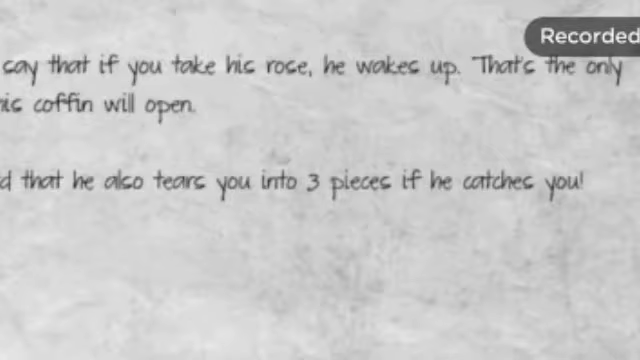 Recorded
say that if you take his rose, he wakes up. That's the only
his coffin will open.
that he also tears you into 3 pieces if he catches you!